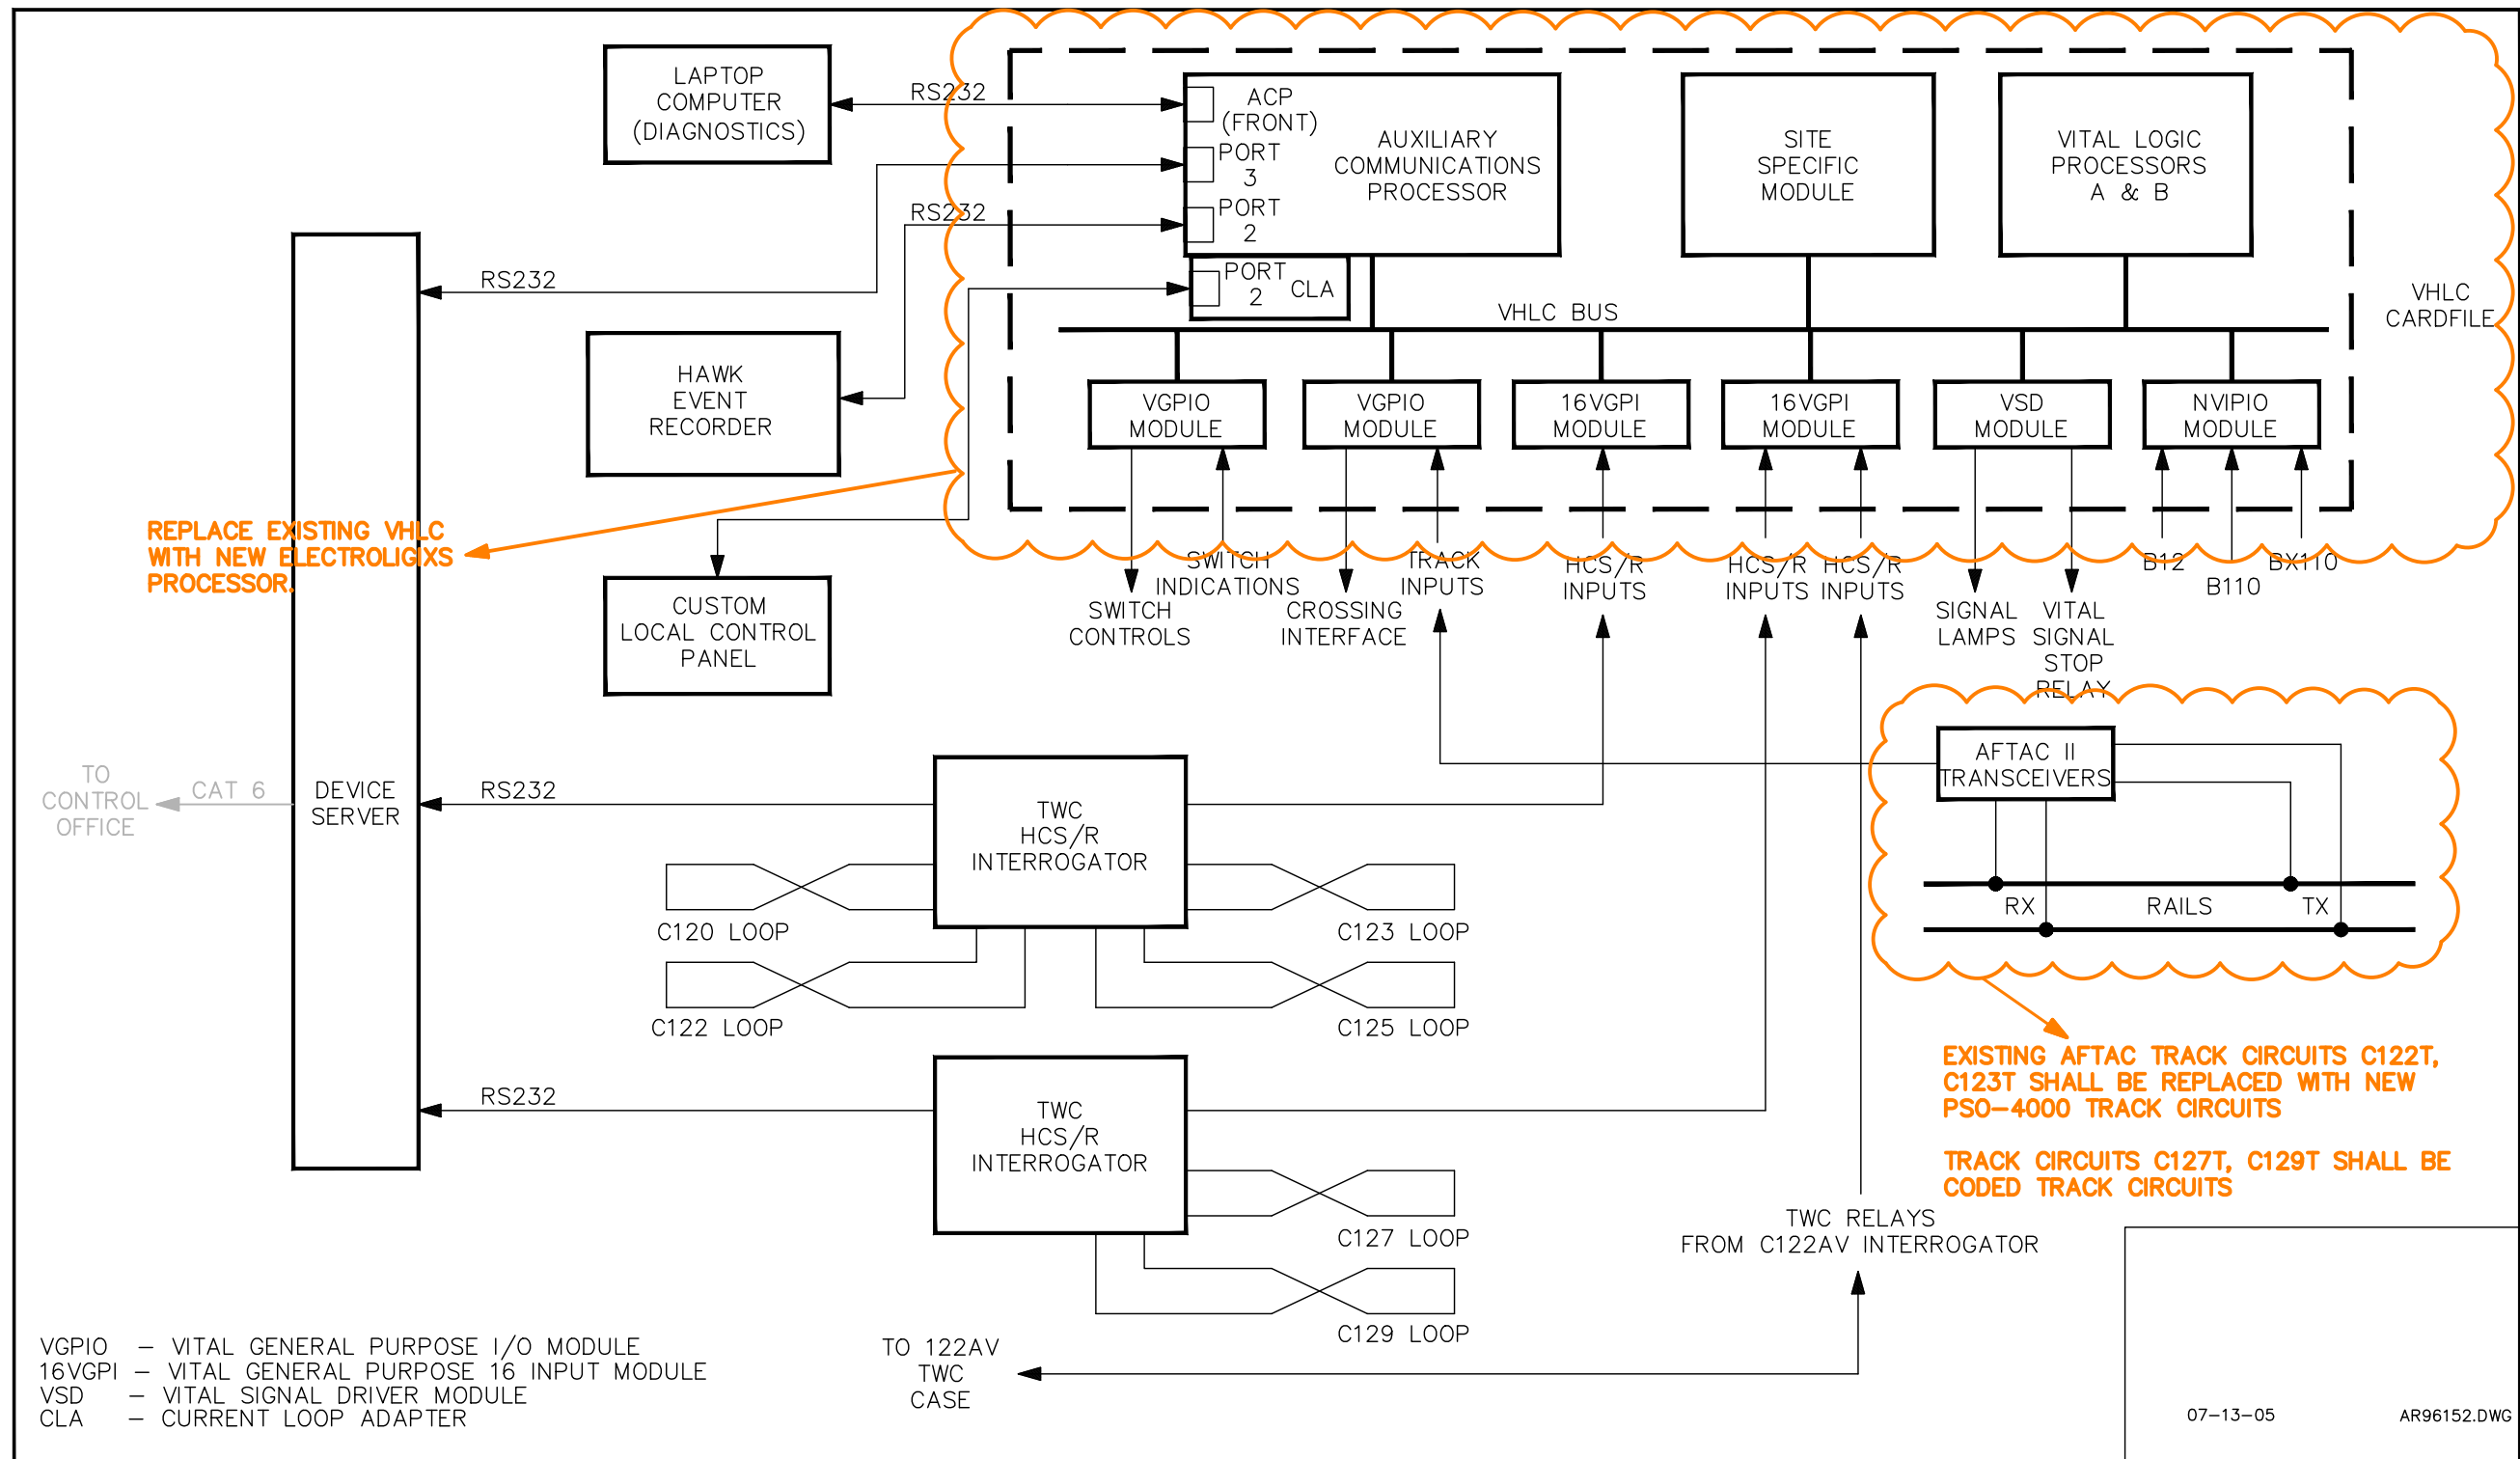 LAPTOP
COMPUTER
(DIAGNOSTICS)
RS232
ACP
(FRONT)
PORT
3
PORT
2
AUXILIARY
COMMUNICATIONS
PROCESSOR
SITE
SPECIFIC
MODULE
VITAL LOGIC
PROCESSORS
A & B
RS232
RS232
PORT
2
CLA
VHLC BUS
VHLC
CARDFILE
HAWK
EVENT
RECORDER
VGPIO
MODULE
VGPIO
MODULE
16VGPI
MODULE
16VGPI
MODULE
VSD
MODULE
NVIPIO
MODULE
REPLACE EXISTING VHLC
WITH NEW ELECTROLIGIXS
PROCESSOR.
SWITCH
CONTROLS
SWITCH
INDICATIONS
CROSSING
INTERFACE
TRACK
INPUTS
HCS/R
INPUTS
HCS/R
INPUTS
HCS/R
INPUTS
SIGNAL
LAMPS
VITAL
SIGNAL
STOP
RELAY
B12
B110
BX110
CUSTOM
LOCAL CONTROL
PANEL
TO
CONTROL
OFFICE
CAT 6
DEVICE
SERVER
RS232
TWC
HCS/R
INTERROGATOR
AFTAC II
TRANSCEIVERS
RX
RAILS
TX
C120 LOOP
C123 LOOP
C122 LOOP
C125 LOOP
RS232
TWC
HCS/R
INTERROGATOR
EXISTING AFTAC TRACK CIRCUITS C122T,
C123T SHALL BE REPLACED WITH NEW
PSO-4000 TRACK CIRCUITS
TRACK CIRCUITS C127T, C129T SHALL BE
CODED TRACK CIRCUITS
C127 LOOP
C129 LOOP
TWC RELAYS
FROM C122AV INTERROGATOR
TO 122AV
TWC
CASE
VGPIO - VITAL GENERAL PURPOSE I/O MODULE
16VGPI - VITAL GENERAL PURPOSE 16 INPUT MODULE
VSD - VITAL SIGNAL DRIVER MODULE
CLA - CURRENT LOOP ADAPTER
07-13-05
AR96152.DWG